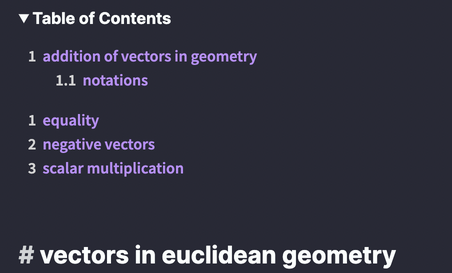 ▼ Table of Contents
1 addition of vectors in geometry
1.1 notations
1 equality
2 negative vectors
3 scalar multiplication
# vectors in euclidean geometry